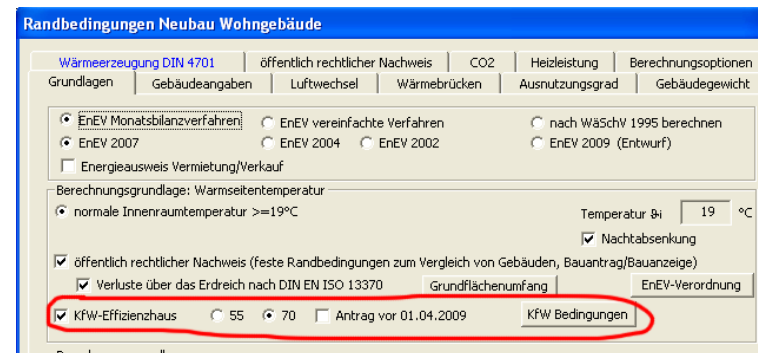 Randbedingungen Neubau Wohngebäude
Wärmeerzeugung DIN 4701 öffentlich rechtlicher Nachweis CO2 Heizleistung Berechnungsoptionen
Grundlagen Gebäudeangaben Luftwechsel Wärmebrücken Ausnutzungsgrad Gebäudegewicht
EnEV Monatsbilanzverfahren EnEV vereinfachte Verfahren nach WäSchV 1995 berechnen
EnEV 2007 EnEV 2004 EnEV 2002 EnEV 2009 (Entwurf)
Energieausweis Vermietung/Verkauf
Berechnungsgrundlage: Warmseitentemperatur
normale Innenraumtemperatur >=19°C Temperatur ϑi 19 °C
Nachtabsenkung
öffentlich rechtlicher Nachweis (feste Randbedingungen zum Vergleich von Gebäuden, Bauantrag/Bauanzeige)
Verluste über das Erdreich nach DIN EN ISO 13370 Grundflächenumfang EnEV-Verordnung
KfW-Effizienzhaus 55 70 Antrag vor 01.04.2009 KfW Bedingungen